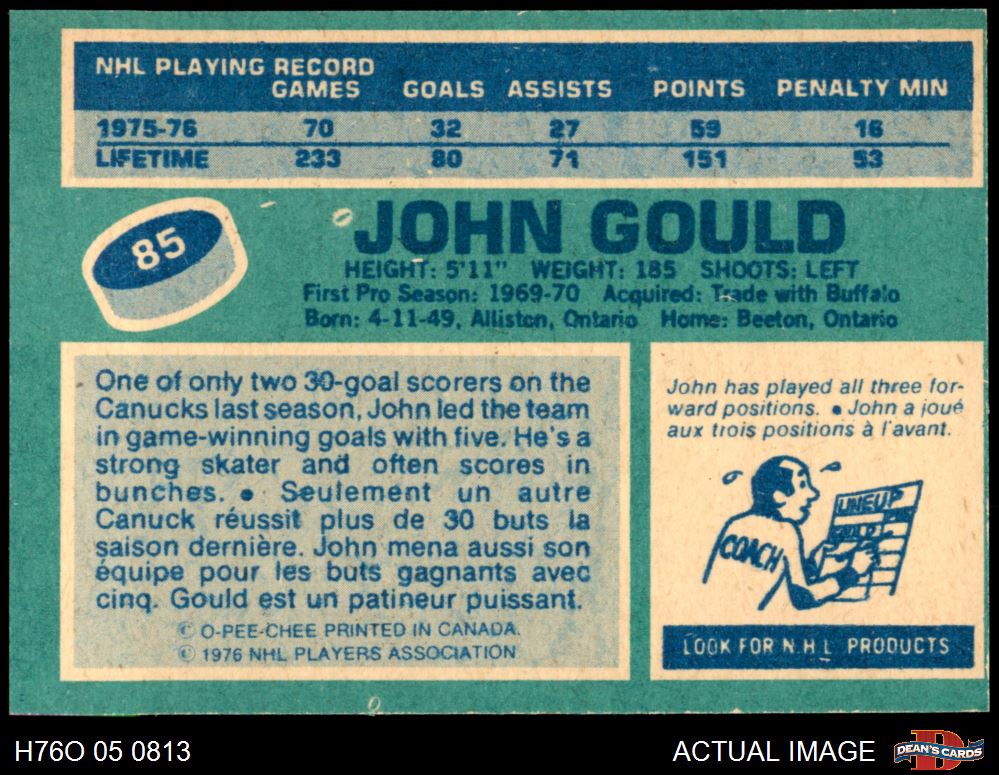 NHL PLAYING RECORD
GAMES GOALS ASSISTS POINTS PENALTY MIN
1975-76 70 32 27 59 16
LIFETIME 233 80 71 151 53
85
JOHN GOULD
HEIGHT: 5'11" WEIGHT: 185 SHOOTS: LEFT
First Pro Season: 1969-70 Acquired: Trade with Buffalo
Born: 4-11-49, Alliston, Ontario Home: Beeton, Ontario
One of only two 30-goal scorers on the
Canucks last season, John led the team
in game-winning goals with five. He's a
strong skater and often scores in
bunches. • Seulement un autre
Canuck réussit plus de 30 buts la
saison dernière. John mena aussi son
équipe pour les buts gagnants avec
cinq. Gould est un patineur puissant.
© O-PEE-CHEE PRINTED IN CANADA.
© 1976 NHL PLAYERS ASSOCIATION
John has played all three for-
ward positions. • John a joué
aux trois positions à l'avant.
LINEUP
COACH
LOOK FOR N.H.L PRODUCTS
H76O 05 0813
ACTUAL IMAGE
DEAN'S CARDS